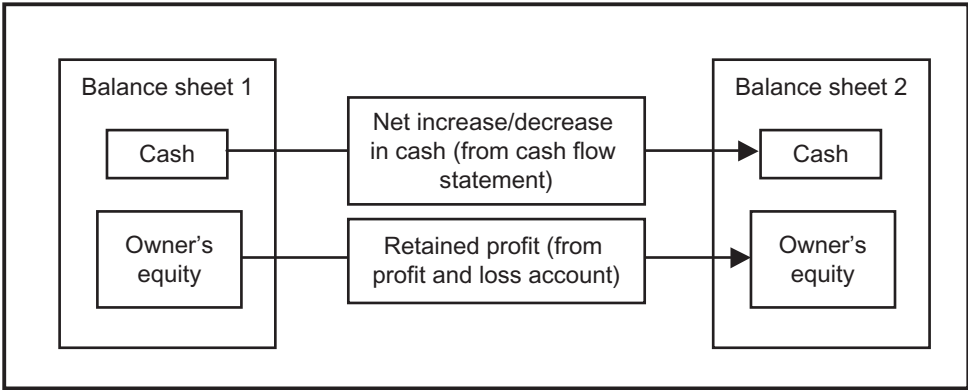 Balance sheet 1
Cash
Owner's
equity
Net increase/decrease
in cash (from cash flow
statement)
Retained profit (from
profit and loss account)
Balance sheet 2
Cash
Owner's
equity